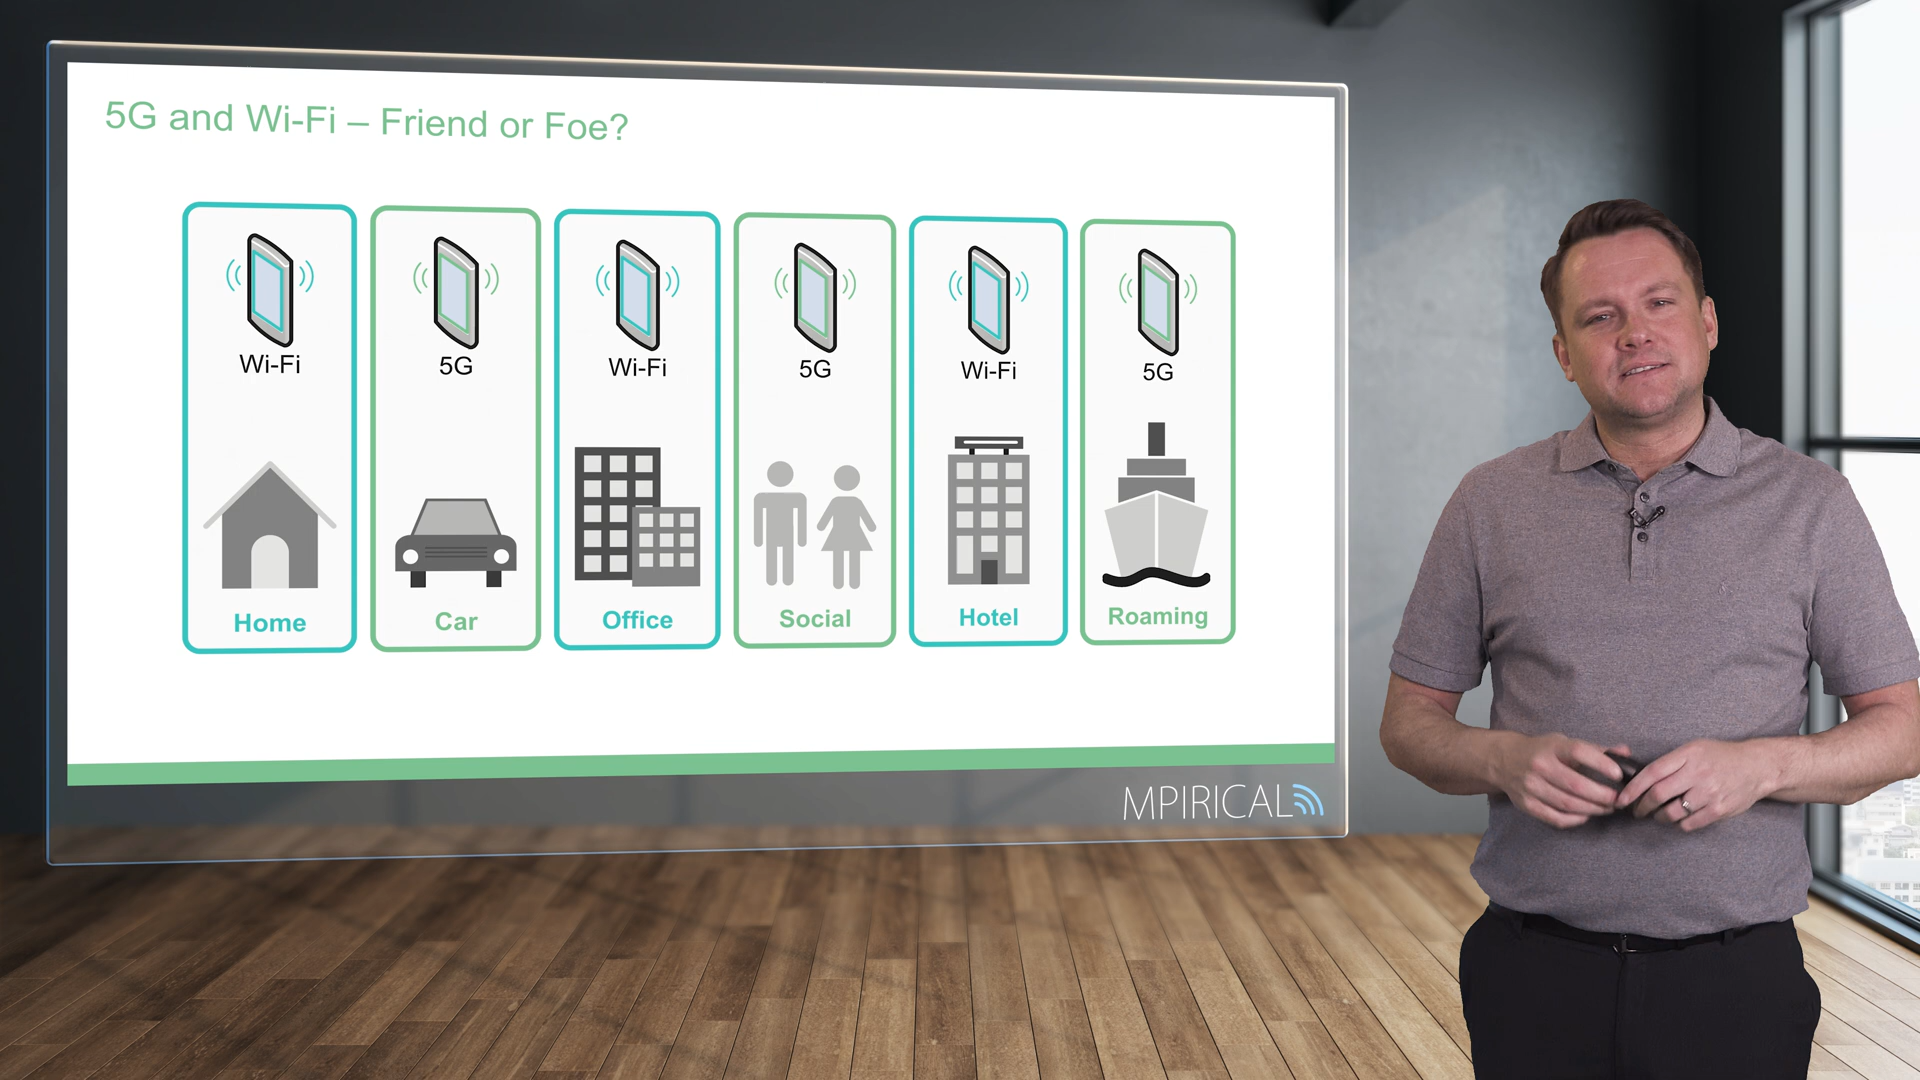 5G and Wi-Fi – Friend or Foe?
Wi-Fi
5G
Wi-Fi
5G
Wi-Fi
5G
Home
Car
Office
Social
Hotel
Roaming
MPIRICAL